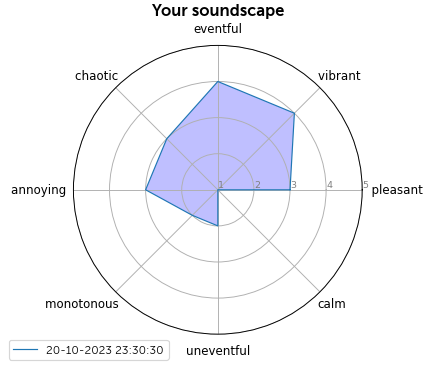 Your soundscape
eventful
chaotic
vibrant
annoying
1 2 3 4 5
pleasant
monotonous
calm
uneventful
20-10-2023 23:30:30